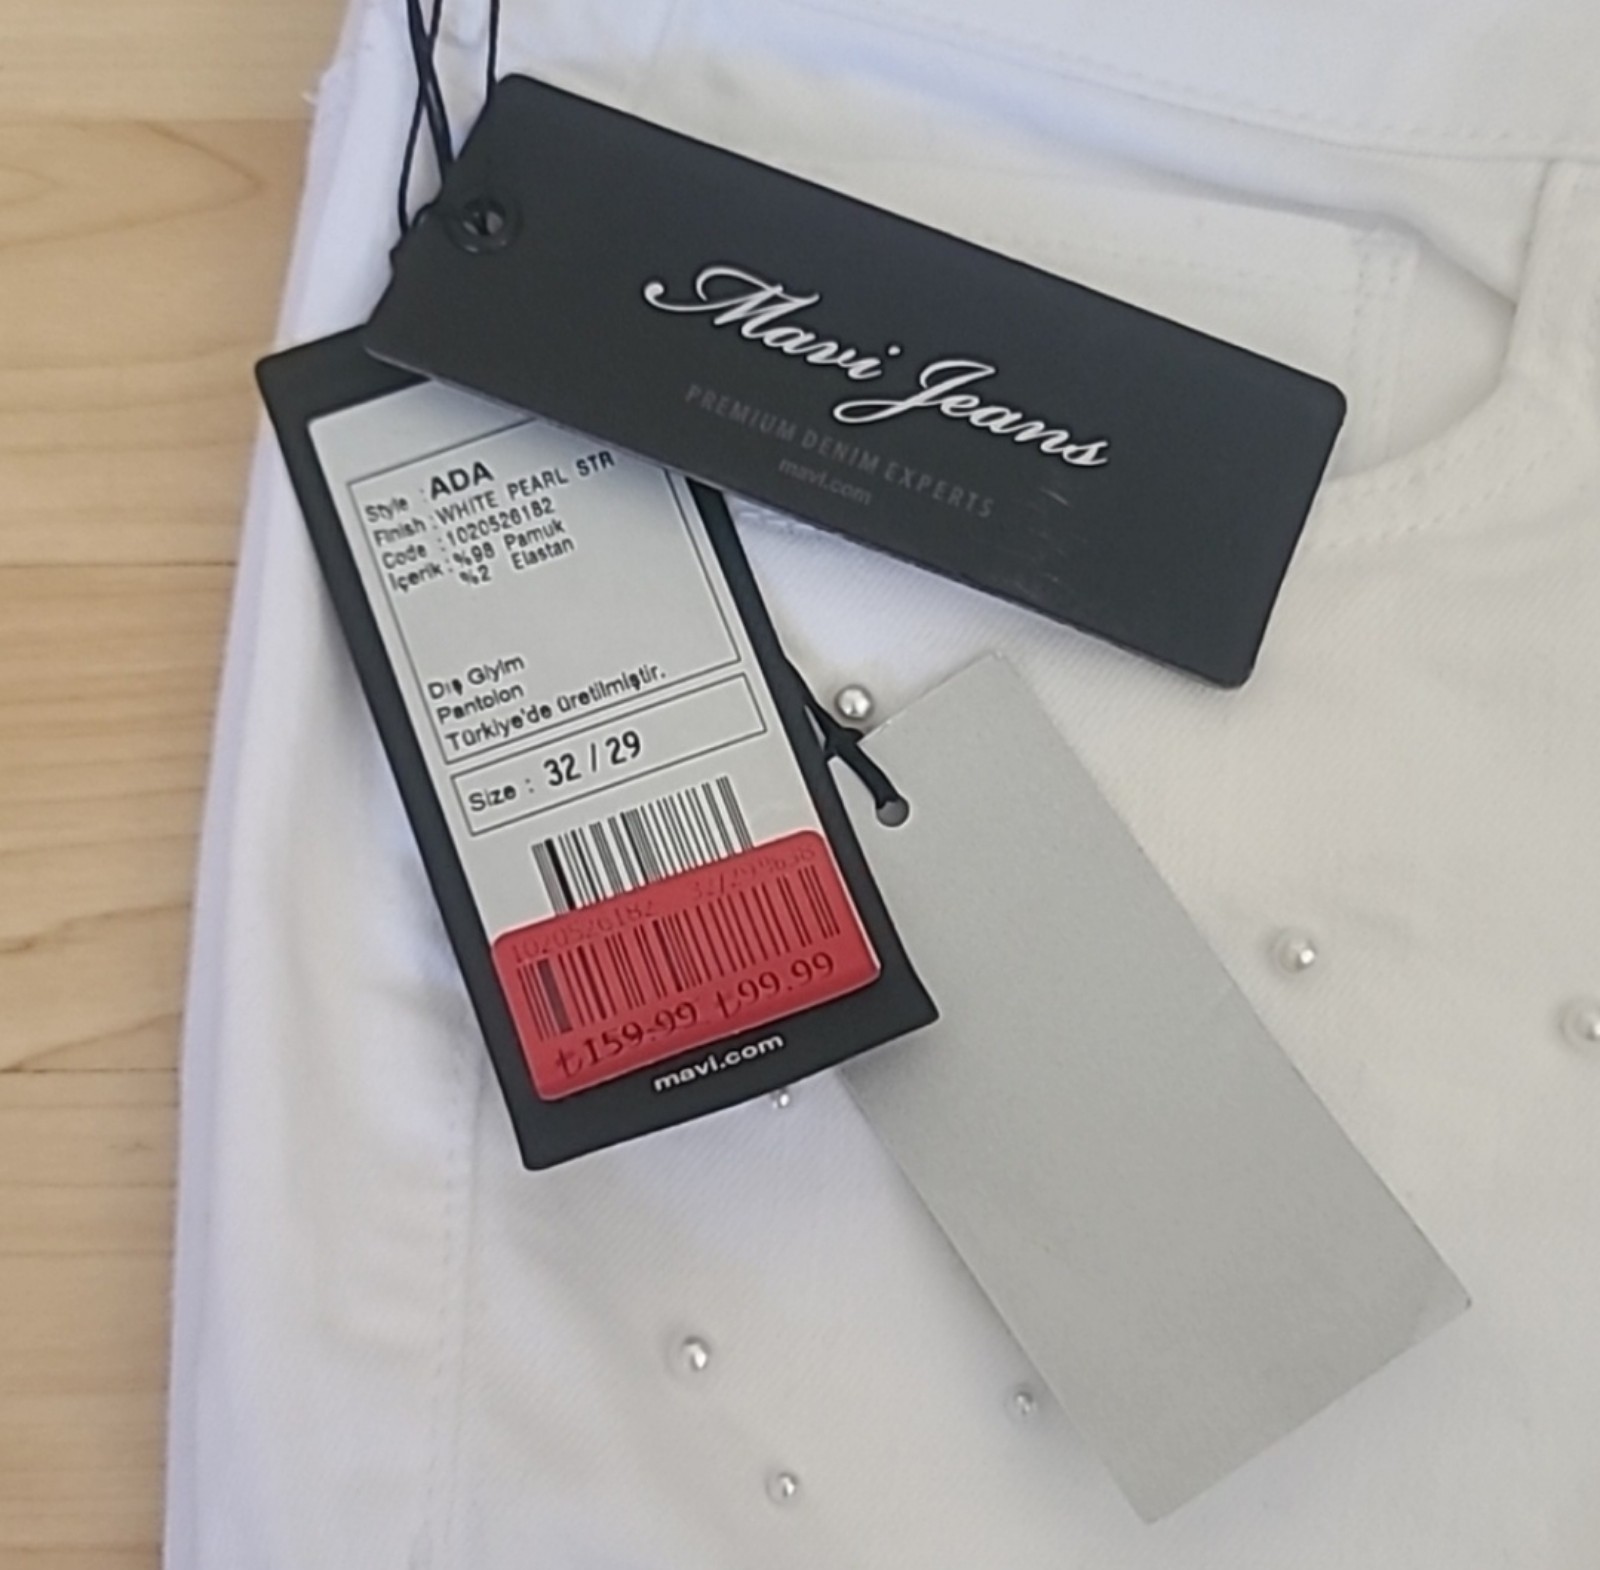 Mavi Jeans
PREMIUM DENIM EXPERTS
mavi.com
Style : ADA
Finish : WHITE PEARL STR
Code : 1020526182
İçerik : %98 Pamuk
%2 Elastan
Dış Giyim
Pantolon
Türkiye'de üretilmiştir.
Size : 32 / 29
1020526182
₺159.99 ₺99.99
mavi.com